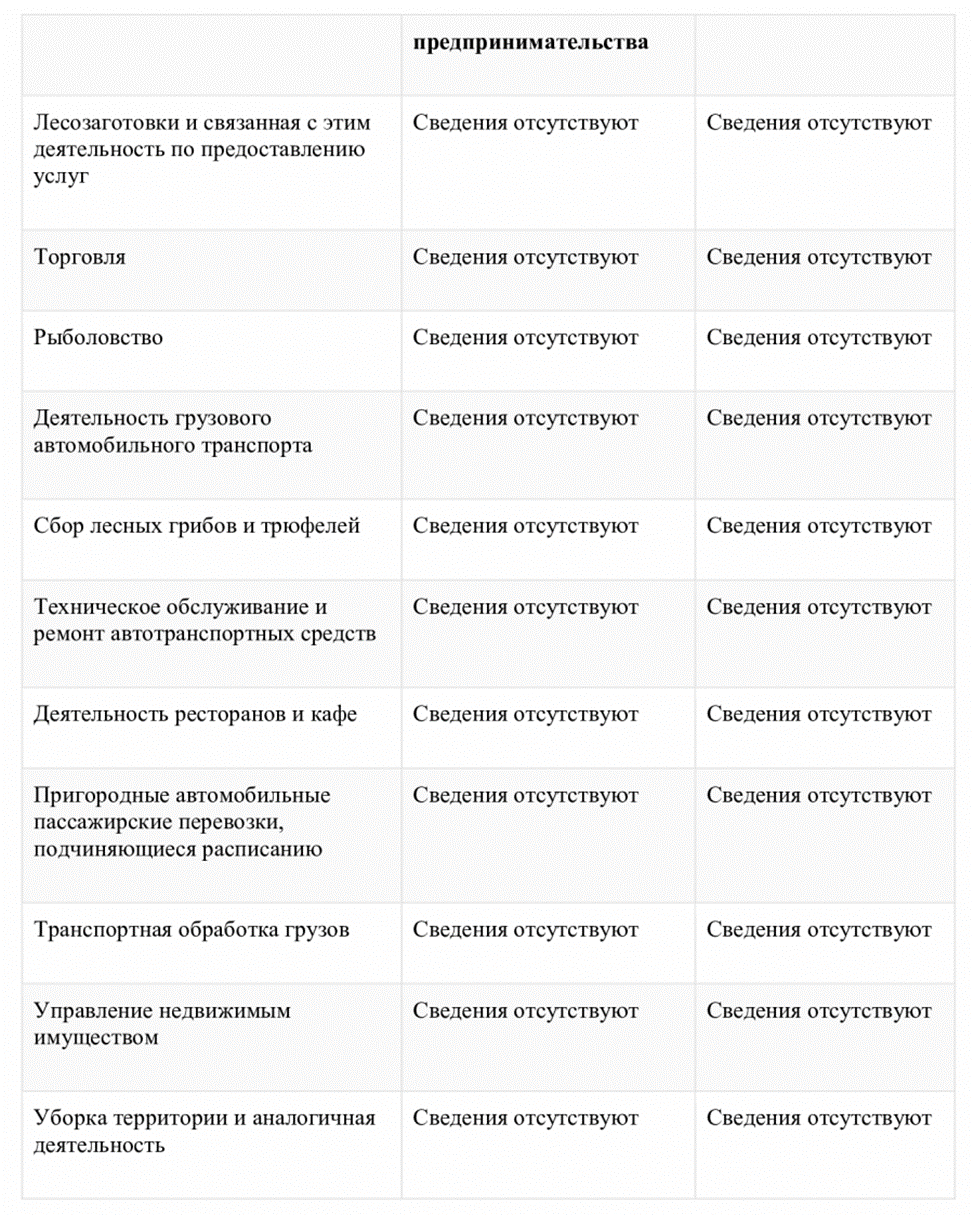 предпринимательства
Лесозаготовки и связанная с этим
деятельность по предоставлению
услуг
Сведения отсутствуют
Сведения отсутствуют
Торговля
Сведения отсутствуют
Сведения отсутствуют
Рыболовство
Сведения отсутствуют
Сведения отсутствуют
Деятельность грузового
автомобильного транспорта
Сведения отсутствуют
Сведения отсутствуют
Сбор лесных грибов и трюфелей
Сведения отсутствуют
Сведения отсутствуют
Техническое обслуживание и
ремонт автотранспортных средств
Сведения отсутствуют
Сведения отсутствуют
Деятельность ресторанов и кафе
Сведения отсутствуют
Сведения отсутствуют
Пригородные автомобильные
пассажирские перевозки,
подчиняющиеся расписанию
Сведения отсутствуют
Сведения отсутствуют
Транспортная обработка грузов
Сведения отсутствуют
Сведения отсутствуют
Управление недвижимым
имуществом
Сведения отсутствуют
Сведения отсутствуют
Уборка территории и аналогичная
деятельность
Сведения отсутствуют
Сведения отсутствуют